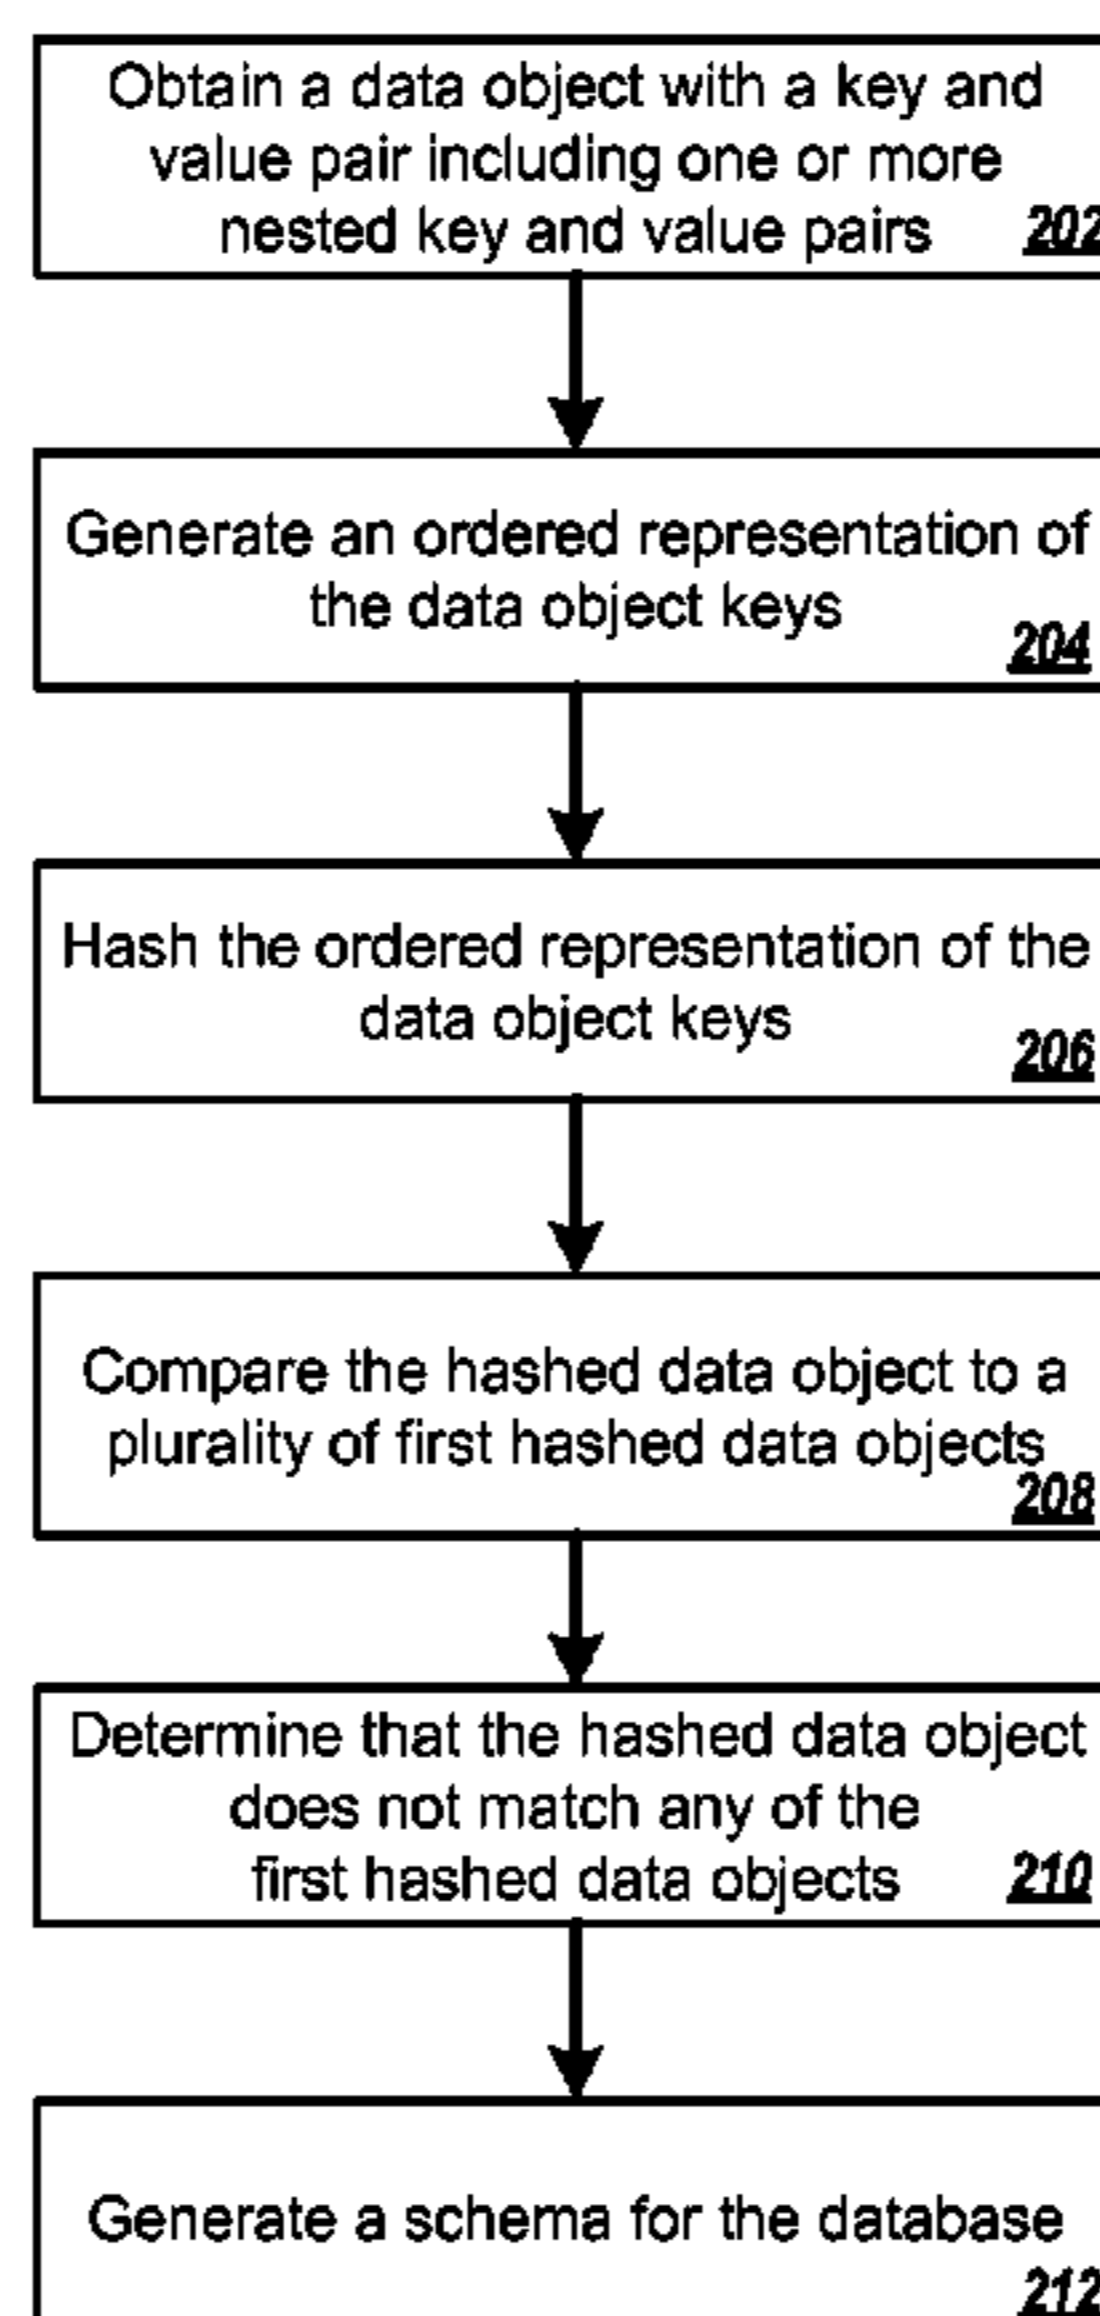 Obtain a data object with a key and
value pair including one or more
nested key and value pairs 202
Generate an ordered representation of
the data object keys
204
Hash the ordered representation of the
data object keys
206
Compare the hashed data object to a
plurality of first hashed data objects
208
Determine that the hashed data object
does not match any of the
first hashed data objects 210
Generate a schema for the database
212